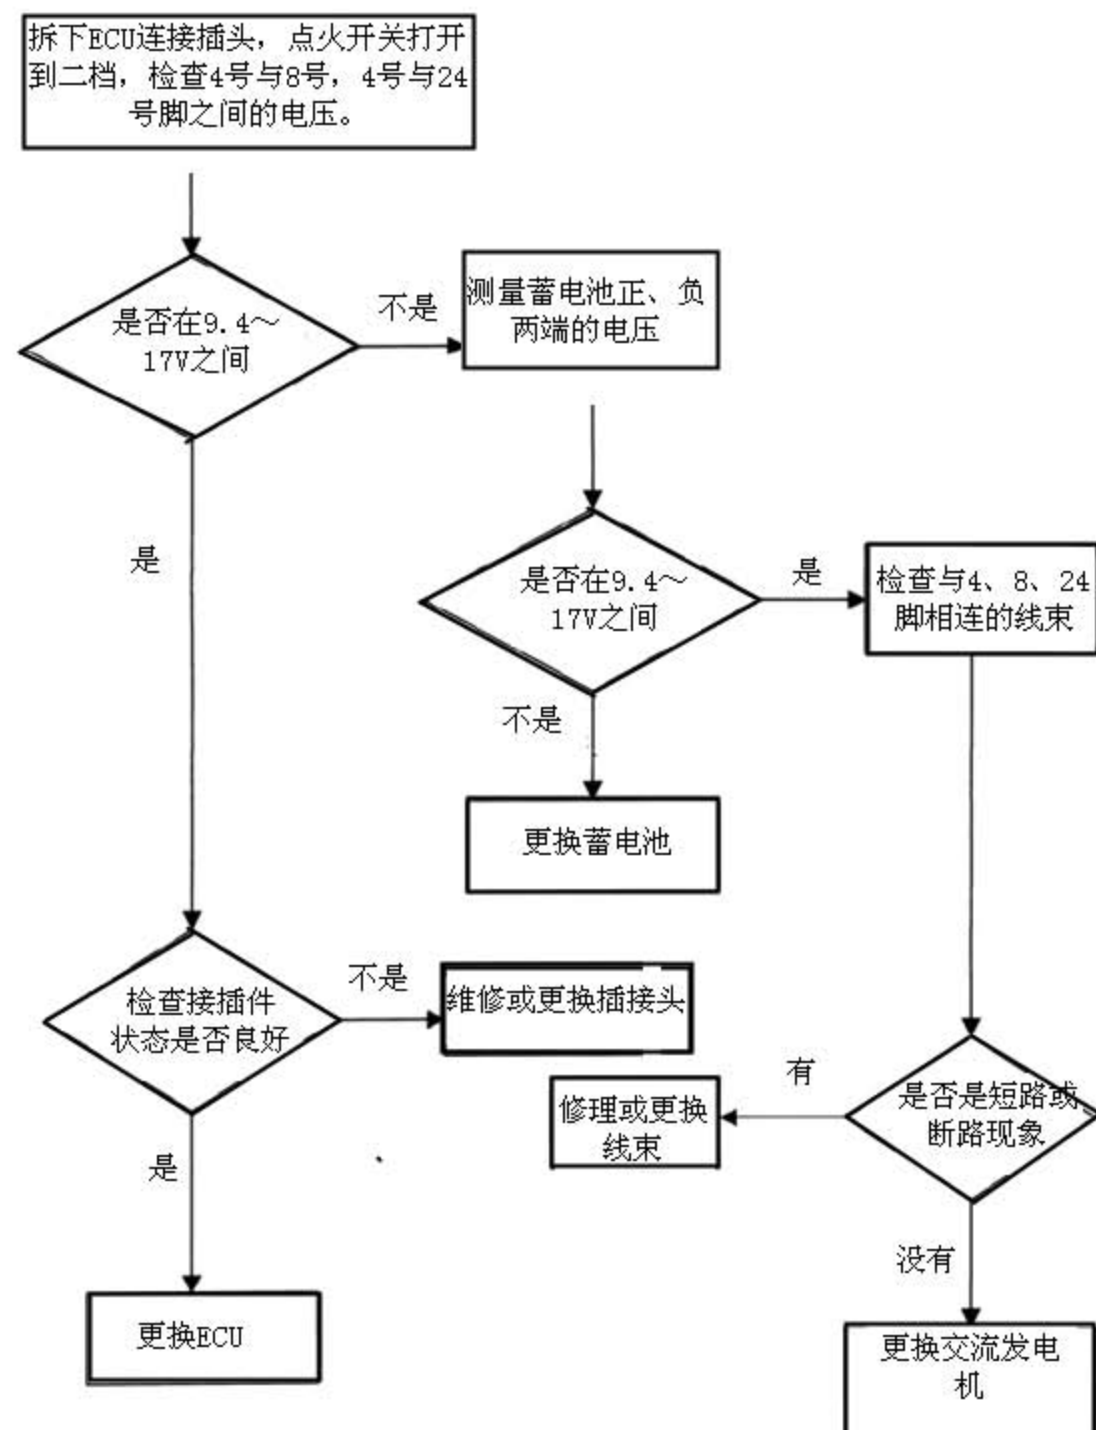 拆下ECU连接插头，点火开关打开
到二档，检查4号与8号，4号与24
号脚之间的电压。
是否在9.4～
17V之间
不是
测量蓄电池正、负
两端的电压
是
是否在9.4～
17V之间
是
检查与4、8、24
脚相连的线束
不是
更换蓄电池
检查接插件
状态是否良好
不是
维修或更换插接头
有
修理或更换
线束
是否是短路或
断路现象
是
没有
更换ECU
更换交流发电
机